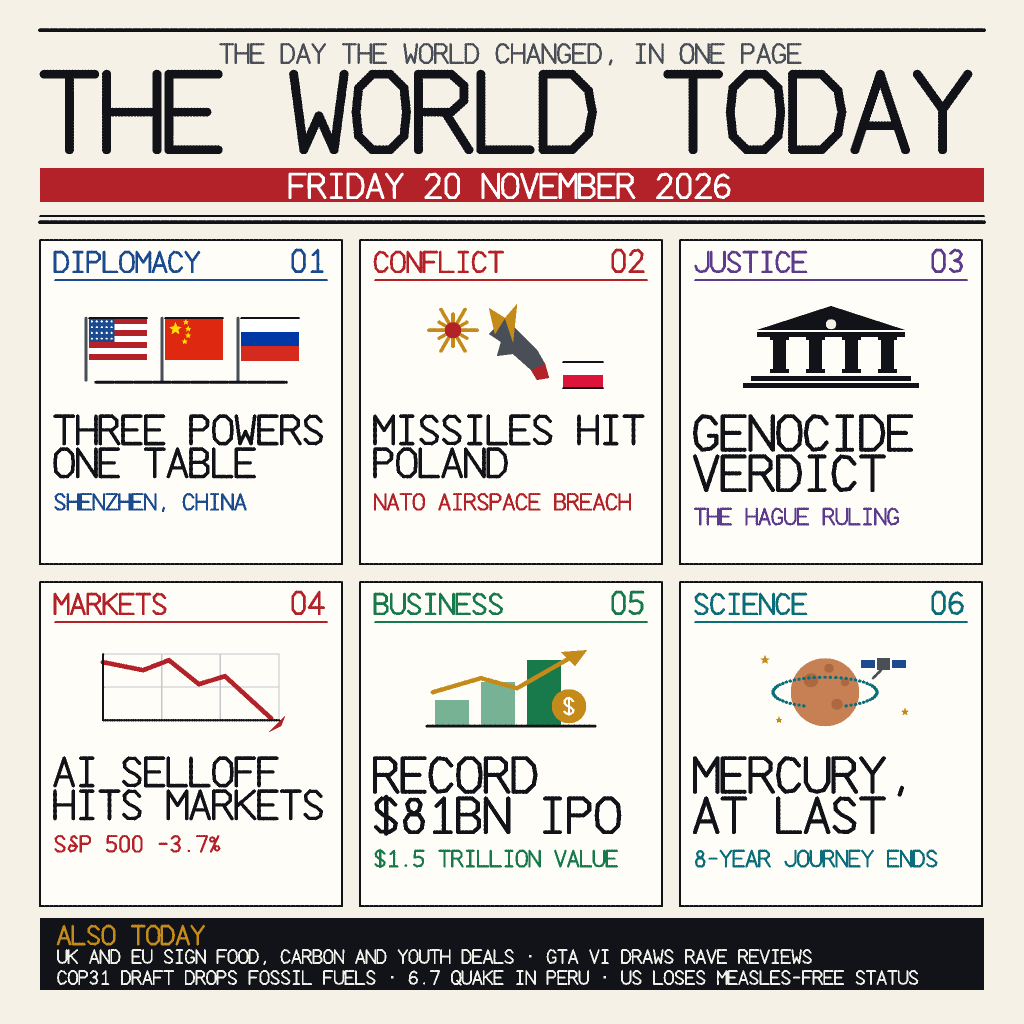 THE DAY THE WORLD CHANGED, IN ONE PAGE
THE WORLD TODAY
FRIDAY 20 NOVEMBER 2026
DIPLOMACY 01
THREE POWERS
ONE TABLE
SHENZHEN, CHINA
CONFLICT 02
MISSILES HIT
POLAND
NATO AIRSPACE BREACH
JUSTICE 03
GENOCIDE
VERDICT
THE HAGUE RULING
MARKETS 04
AI SELLOFF
HITS MARKETS
S&P 500 -3.7%
BUSINESS 05
$
RECORD
$81BN IPO
$1.5 TRILLION VALUE
SCIENCE 06
MERCURY,
AT LAST
8-YEAR JOURNEY ENDS
ALSO TODAY
UK AND EU SIGN FOOD, CARBON AND YOUTH DEALS · GTA VI DRAWS RAVE REVIEWS
COP31 DRAFT DROPS FOSSIL FUELS · 6.7 QUAKE IN PERU · US LOSES MEASLES-FREE STATUS